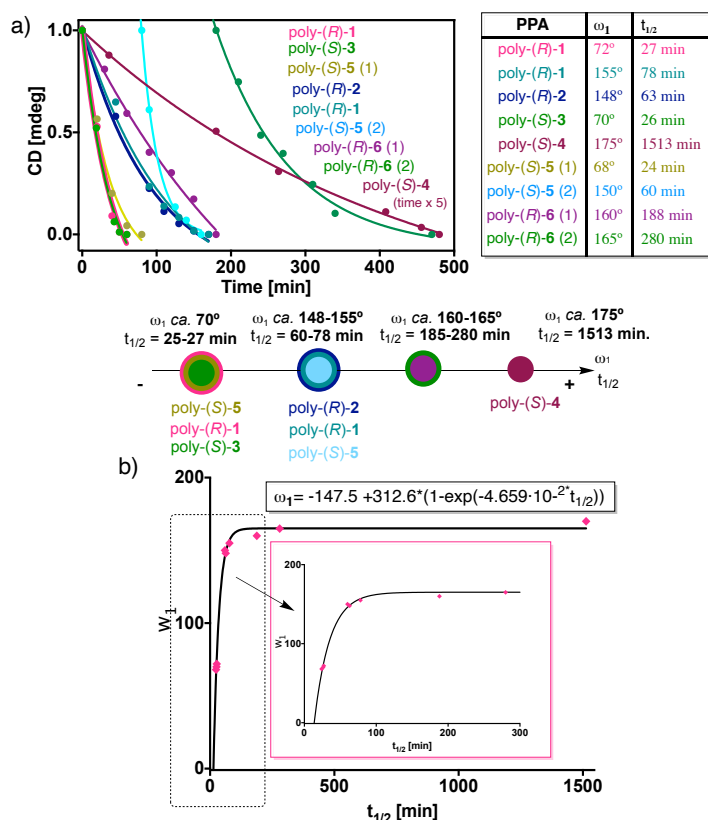 a)
1.0
0.5
0.0
CD [mdeg]
0
100
200
300
400
500
Time [min]
poly-(R)-1
poly-(S)-3
poly-(S)-5 (1)
poly-(R)-2
poly-(R)-1
poly-(S)-5 (2)
poly-(R)-6 (1)
poly-(R)-6 (2)
poly-(S)-4
(time x 5)
PPA ω1 t1/2
poly-(R)-1 72º 27 min
poly-(R)-1 155º 78 min
poly-(R)-2 148º 63 min
poly-(S)-3 70º 26 min
poly-(S)-4 175º 1513 min
poly-(S)-5 (1) 68º 24 min
poly-(S)-5 (2) 150º 60 min
poly-(R)-6 (1) 160º 188 min
poly-(R)-6 (2) 165º 280 min
ω1 ca. 70º
t1/2 = 25-27 min
ω1 ca. 148-155º
t1/2 = 60-78 min
ω1 ca. 160-165º
t1/2 = 185-280 min
ω1 ca. 175º
t1/2 = 1513 min.
-
+
ω1
t1/2
poly-(S)-5
poly-(R)-1
poly-(S)-3
poly-(R)-2
poly-(R)-1
poly-(S)-5
poly-(S)-4
b)
200
100
0
W1
ω1= -147.5 +312.6*(1-exp(-4.659·10-2*t1/2))
200
100
0
W1
0
100
200
300
t1/2 [min]
0
500
1000
1500
t1/2 [min]